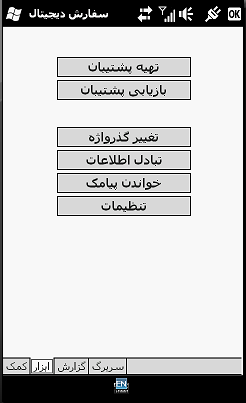 سفارش دیجیتال
OK
تهیه پشتیبان
بازیابی پشتیبان
تغییر گذرواژه
تبادل اطلاعات
خواندن پیامک
تنظیمات
سربرگ گزارش ابزار کمک
EN